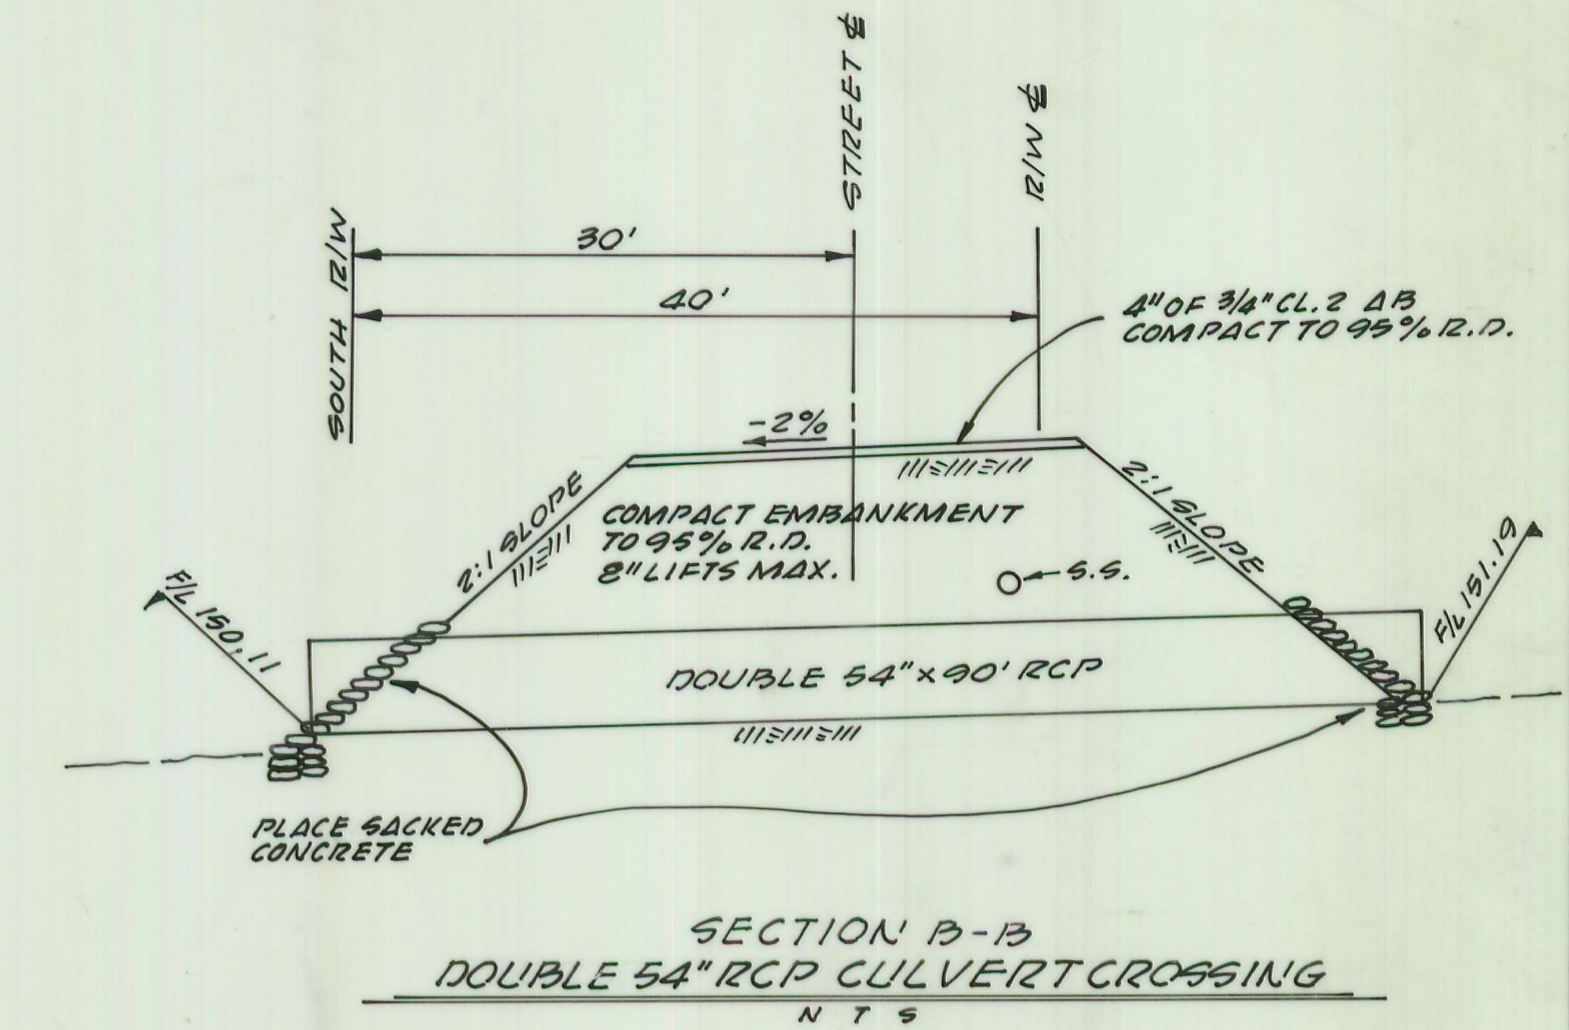 STREET ℄
R/W ℄
SOUTH R/W
30'
40'
4" OF 3/4" CL. 2 AB
COMPACT TO 95% R.D.
-2%
2:1 SLOPE
2:1 SLOPE
COMPACT EMBANKMENT
TO 95% R.D.
8" LIFTS MAX.
S.S.
F/L 150.11
F/L 151.19
DOUBLE 54" x 90' RCP
PLACE SACKED
CONCRETE
SECTION B-B
DOUBLE 54" RCP CULVERT CROSSING
N T S